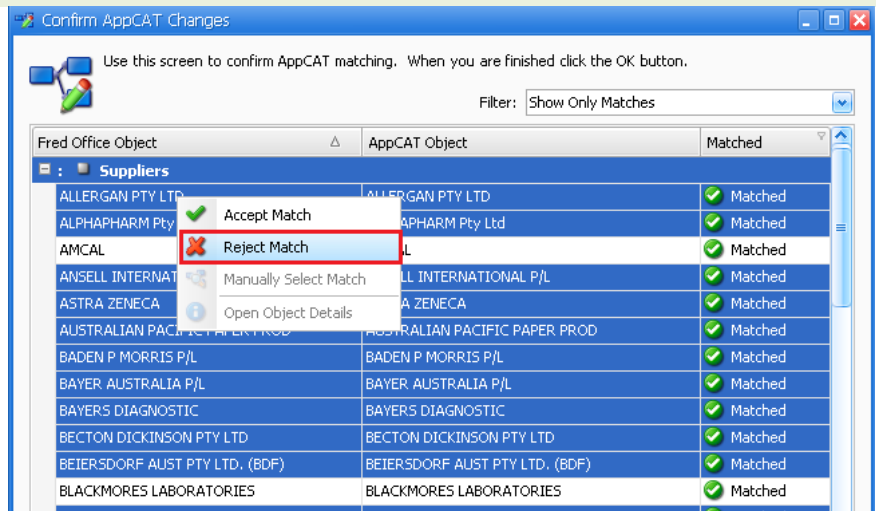 Confirm AppCAT Changes
Use this screen to confirm AppCAT matching. When you are finished click the OK button.
Filter: Show Only Matches
Fred Office Object AppCAT Object Matched
: Suppliers
ALLERGAN PTY LTD ALLERGAN PTY LTD Matched
Accept Match
ALPHAPHARM Pty APHARM Pty Ltd Matched
Reject Match
AMCAL L Matched
ANSELL INTERNAT LL INTERNATIONAL P/L Matched
Manually Select Match
ASTRA ZENECA A ZENECA Matched
Open Object Details
AUSTRALIAN PACIFIC PAPER PROD AUSTRALIAN PACIFIC PAPER PROD Matched
BADEN P MORRIS P/L BADEN P MORRIS P/L Matched
BAYER AUSTRALIA P/L BAYER AUSTRALIA P/L Matched
BAYERS DIAGNOSTIC BAYERS DIAGNOSTIC Matched
BECTON DICKINSON PTY LTD BECTON DICKINSON PTY LTD Matched
BEIERSDORF AUST PTY LTD. (BDF) BEIERSDORF AUST PTY LTD. (BDF) Matched
BLACKMORES LABORATORIES BLACKMORES LABORATORIES Matched